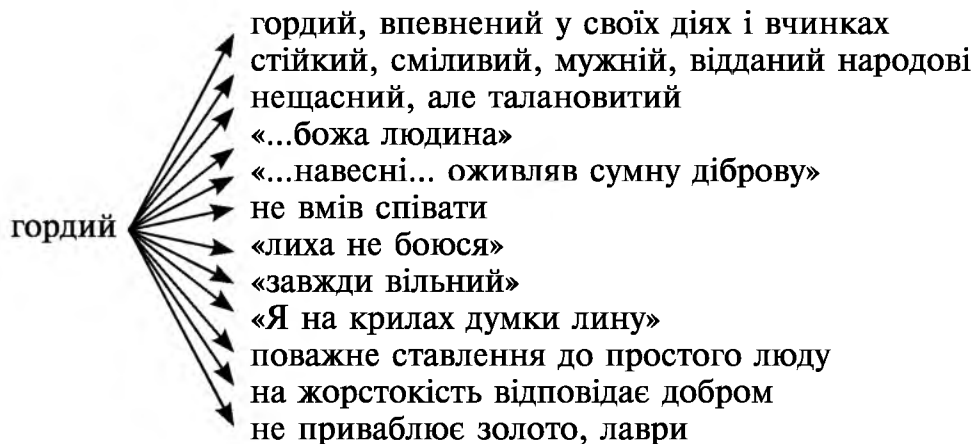 гордий, впевнений у своїх діях і вчинках
стійкий, сміливий, мужній, відданий народові
нещасний, але талановитий
«...божа людина»
«...навесні... оживляв сумну діброву»
не вмів співати
гордий
«лиха не боюся»
«завжди вільний»
«Я на крилах думки лину»
поважне ставлення до простого люду
на жорстокість відповідає добром
не приваблює золото, лаври